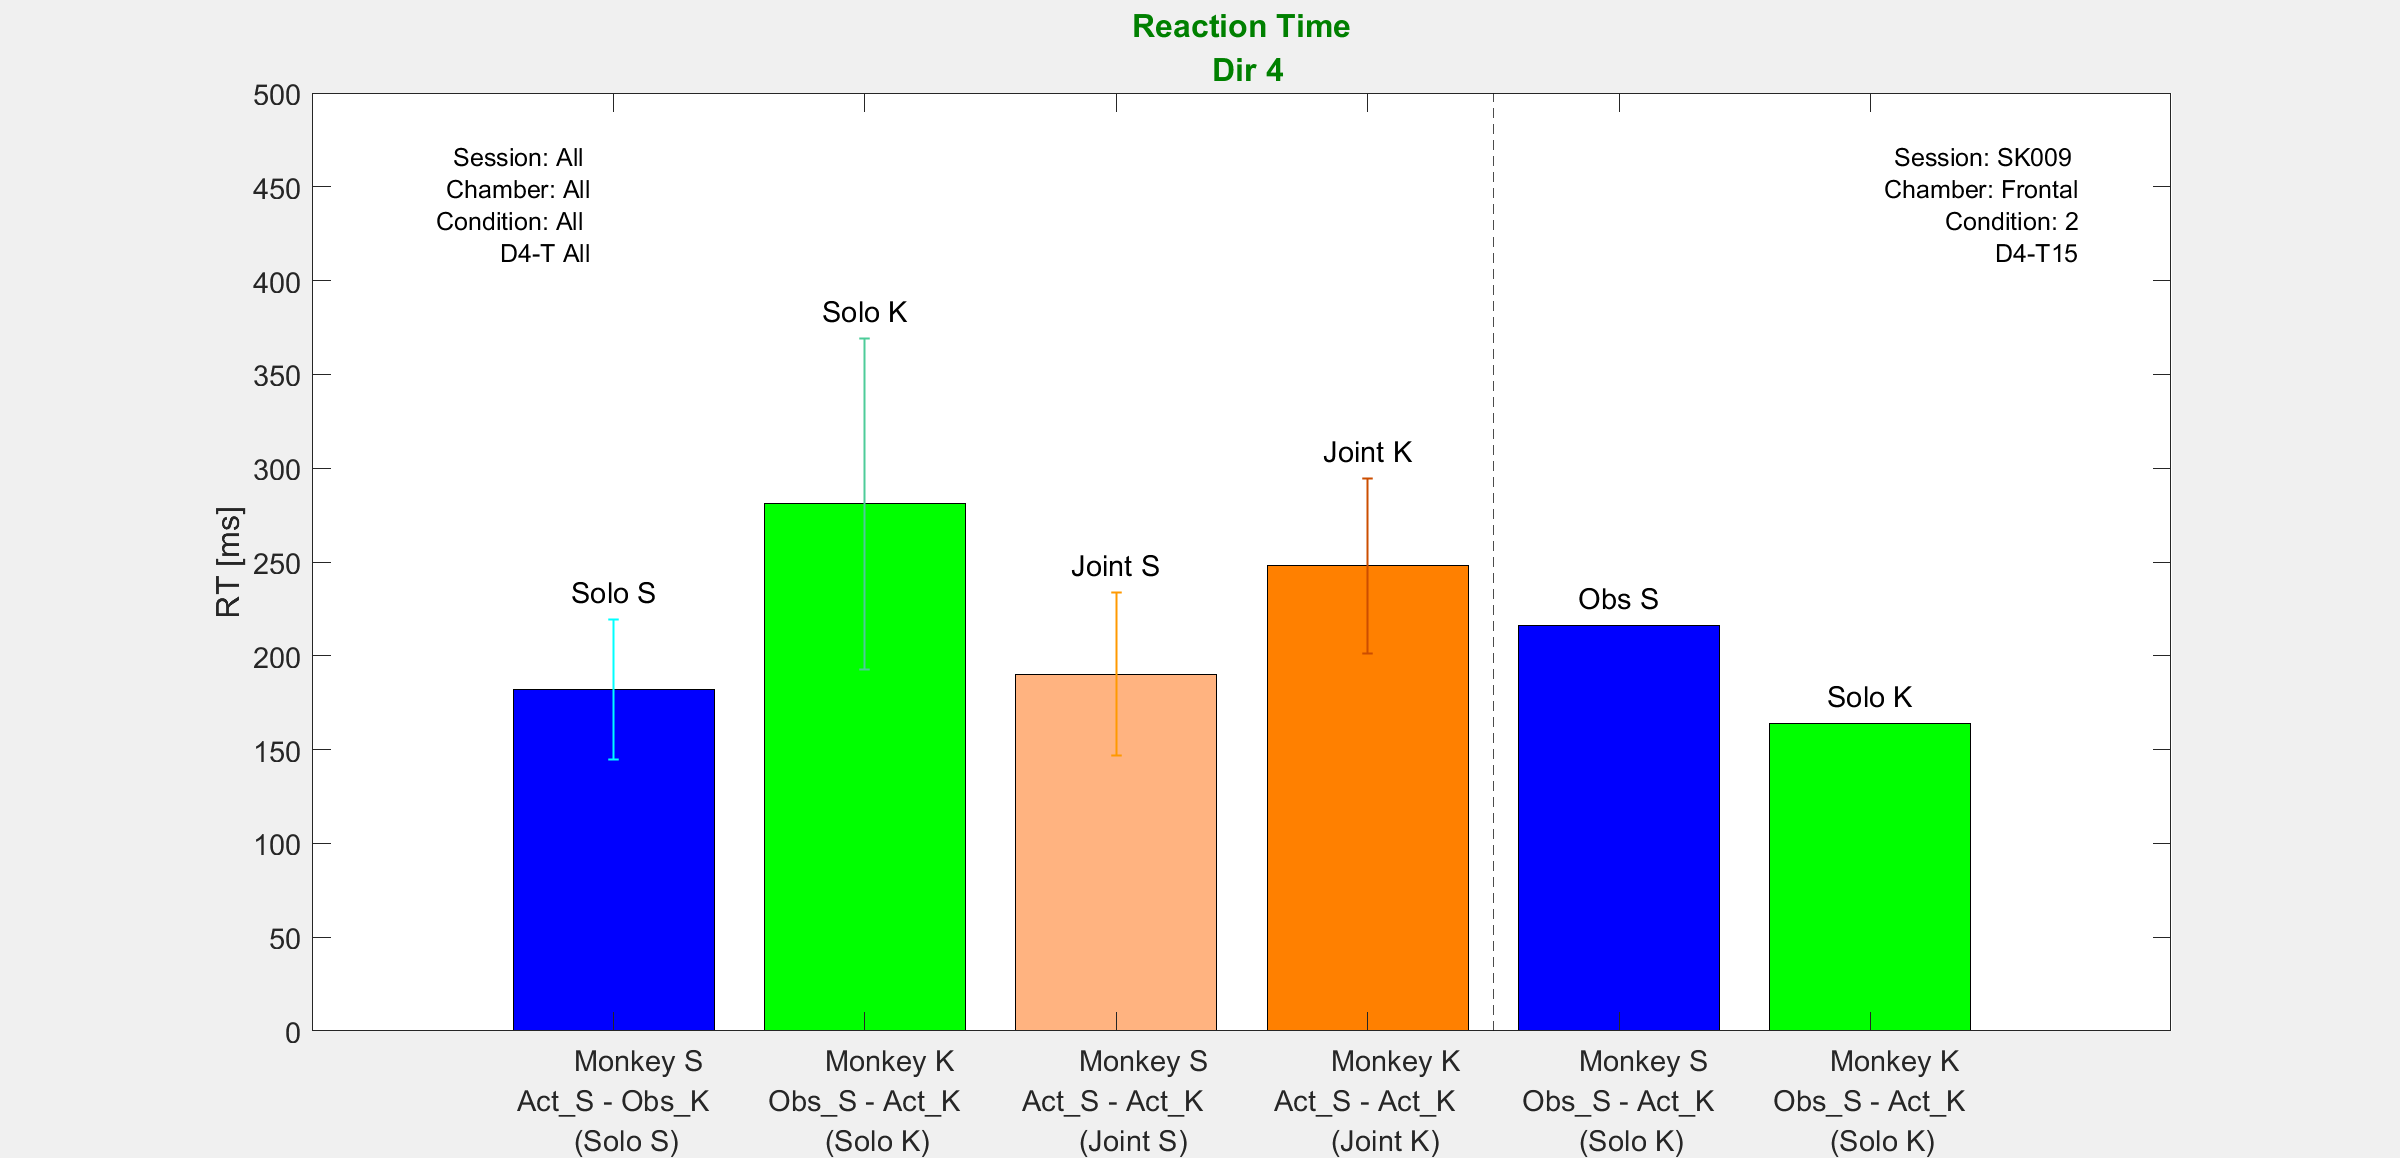 Reaction Time
Dir 4
500
450
400
350
300
250
200
150
100
50
0
RT [ms]
Session: All
Chamber: All
Condition: All
D4-T All
Session: SK009
Chamber: Frontal
Condition: 2
D4-T15
Solo S
Solo K
Joint S
Joint K
Obs S
Solo K
Monkey S
Act_S - Obs_K
(Solo S)
Monkey K
Obs_S - Act_K
(Solo K)
Monkey S
Act_S - Act_K
(Joint S)
Monkey K
Act_S - Act_K
(Joint K)
Monkey S
Obs_S - Act_K
(Solo K)
Monkey K
Obs_S - Act_K
(Solo K)